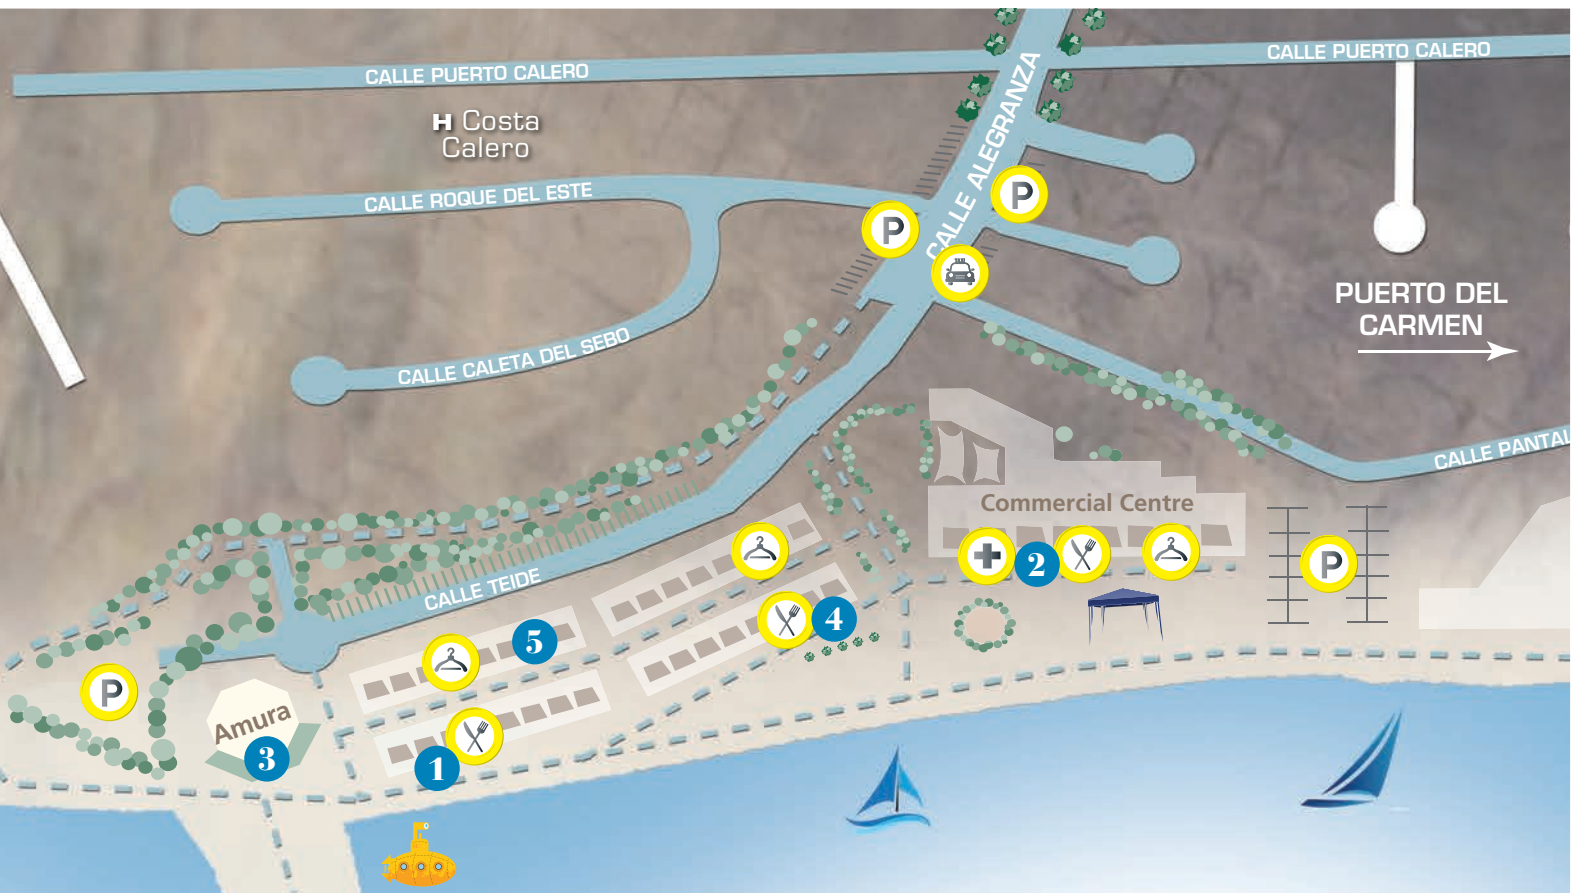 CALLE PUERTO CALERO
CALLE PUERTO CALERO
CALLE ALEGRANZA
H Costa
Calero
CALLE ROQUE DEL ESTE
P
P
PUERTO DEL
CARMEN
CALLE CALETA DEL SEBO
CALLE PANTAL
Commercial Centre
2
P
CALLE TEIDE
4
5
P
Amura
3
1